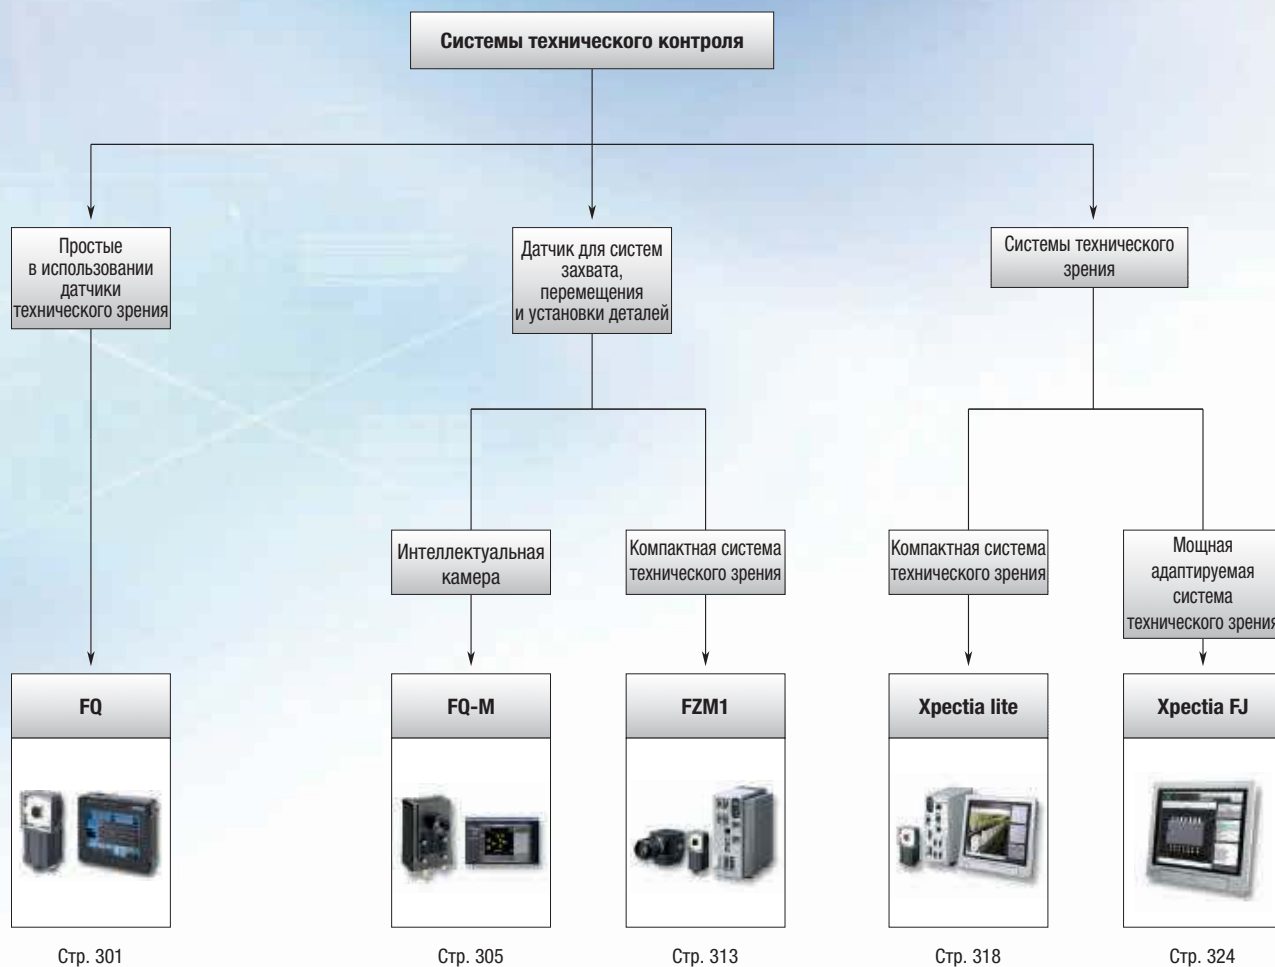 Системы технического контроля
Простые
в использовании
датчики
технического зрения
Датчик для систем
захвата,
перемещения
и установки деталей
Системы технического
зрения
Интеллектуальная
камера
Компактная система
технического зрения
Компактная система
технического зрения
Мощная
адаптируемая
система
технического зрения
FQ
FQ-M
FZM1
Xpectia lite
Xpectia FJ
Стр. 301
Стр. 305
Стр. 313
Стр. 318
Стр. 324